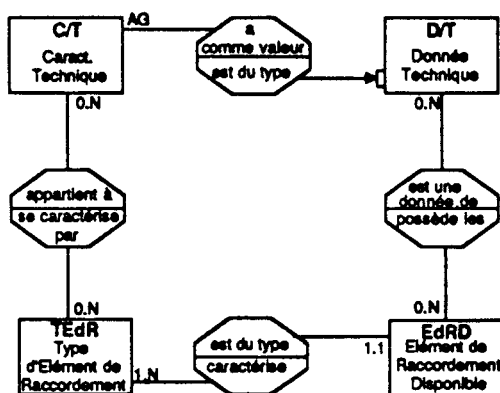 C/T
Caract.
Technique
AG
a
comme valeur
est du type
D/T
Donnée
Technique
0.N
0.N
appartient à
se caractérise
par
est une
donnée de
possède les
0.N
0.N
TEdR
Type
d'Elément de
Raccordement
1.N
est du type
caractérise
1.1
EdRD
Elément de
Raccordement
Disponible